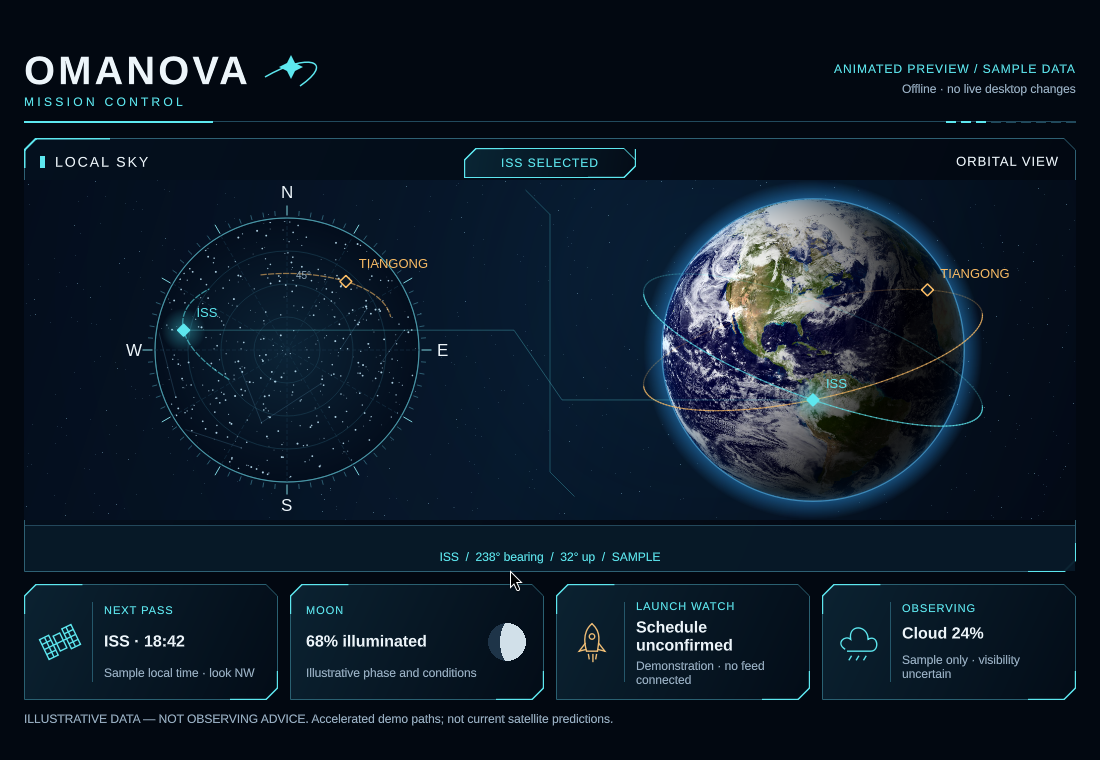 OMANOVA
MISSION CONTROL
ANIMATED PREVIEW / SAMPLE DATA
Offline · no live desktop changes
LOCAL SKY
ISS SELECTED
ORBITAL VIEW
N
TIANGONG
45°
ISS
W
E
S
TIANGONG
ISS
ISS / 238° bearing / 32° up / SAMPLE
NEXT PASS
ISS · 18:42
Sample local time · look NW
MOON
68% illuminated
Illustrative phase and conditions
LAUNCH WATCH
Schedule
unconfirmed
Demonstration · no feed
connected
OBSERVING
Cloud 24%
Sample only · visibility
uncertain
ILLUSTRATIVE DATA — NOT OBSERVING ADVICE. Accelerated demo paths; not current satellite predictions.